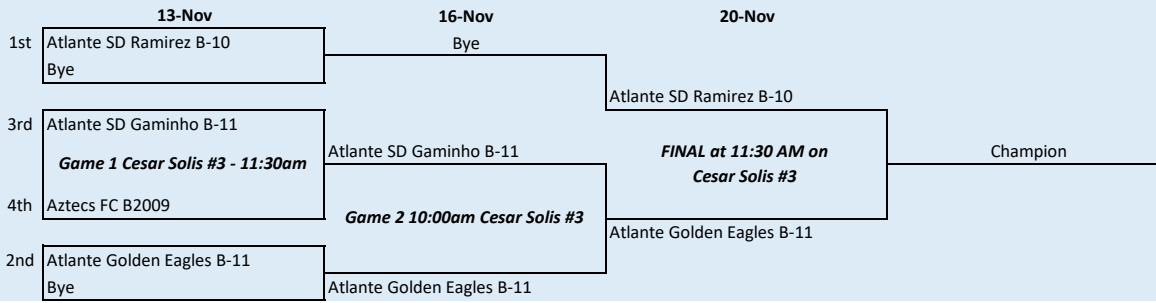 13-Nov
16-Nov
20-Nov
1st Atlante SD Ramirez B-10
Bye
Bye
Atlante SD Ramirez B-10
3rd Atlante SD Gaminho B-11
Game 1 Cesar Solis #3 - 11:30am
Atlante SD Gaminho B-11
FINAL at 11:30 AM on
Cesar Solis #3
Champion
4th Aztecs FC B2009
Game 2 10:00am Cesar Solis #3
Atlante Golden Eagles B-11
2nd Atlante Golden Eagles B-11
Bye
Atlante Golden Eagles B-11